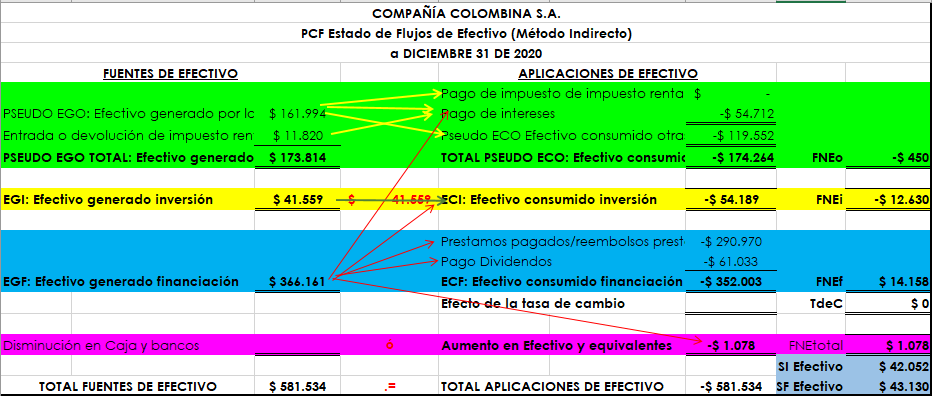 COMPAÑÍA COLOMBINA S.A.
PCF Estado de Flujos de Efectivo (Método Indirecto)
a DICIEMBRE 31 DE 2020
FUENTES DE EFECTIVO APLICACIONES DE EFECTIVO
Pago de impuesto de impuesto renta $ -
PSEUDO EGO: Efectivo generado por lo $ 161.994 Pago de intereses -$ 54.712
Entrada o devolución de impuesto ren $ 11.820 Pseudo ECO Efectivo consumido otra -$ 119.552
PSEUDO EGO TOTAL: Efectivo generado $ 173.814 TOTAL PSEUDO ECO: Efectivo consumic -$ 174.264 FNEo -$ 450
EGI: Efectivo generado inversión $ 41.559 $ 41.559 ECI: Efectivo consumido inversión -$ 54.189 FNEi -$ 12.630
Prestamos pagados/reembolsos prest -$ 290.970
Pago Dividendos -$ 61.033
EGF: Efectivo generado financiación $ 366.161 ECF: Efectivo consumido financiación -$ 352.003 FNEf $ 14.158
Efecto de la tasa de cambio TdeC $ 0
Disminución en Caja y bancos o Aumento en Efectivo y equivalentes -$ 1.078 FNEtotal $ 1.078
SI Efectivo $ 42.052
TOTAL FUENTES DE EFECTIVO $ 581.534 .= TOTAL APLICACIONES DE EFECTIVO -$ 581.534 SF Efectivo $ 43.130